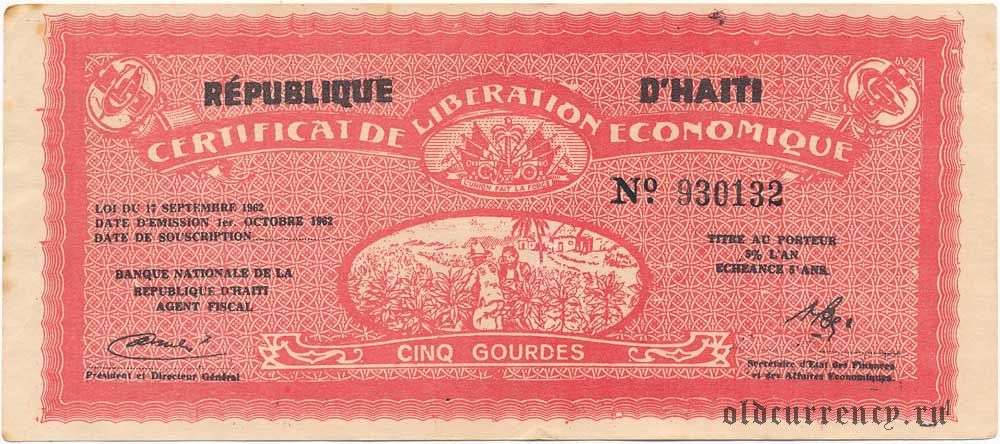 RÉPUBLIQUE D'HAITI
CERTIFICAT DE LIBERATION ECONOMIQUE
L'UNION FAIT LA FORCE
No. 930132
LOI DU 17 SEPTEMBRE 1962
DATE D'EMISSION 1er. OCTOBRE 1962
DATE DE SOUSCRIPTION
BANQUE NATIONALE DE LA
REPUBLIQUE D'HAITI
AGENT FISCAL
Président et Directeur Général
TITRE AU PORTEUR
5% L'AN
ECHEANCE 5 ANS.
Secrétaire d'Etat des Finances
et des Affaires Economiques.
CINQ GOURDES
oldcurrency.ru